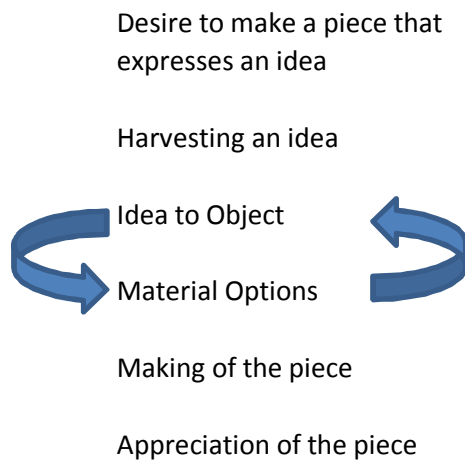 Desire to make a piece that
expresses an idea
Harvesting an idea
Idea to Object
Material Options
Making of the piece
Appreciation of the piece